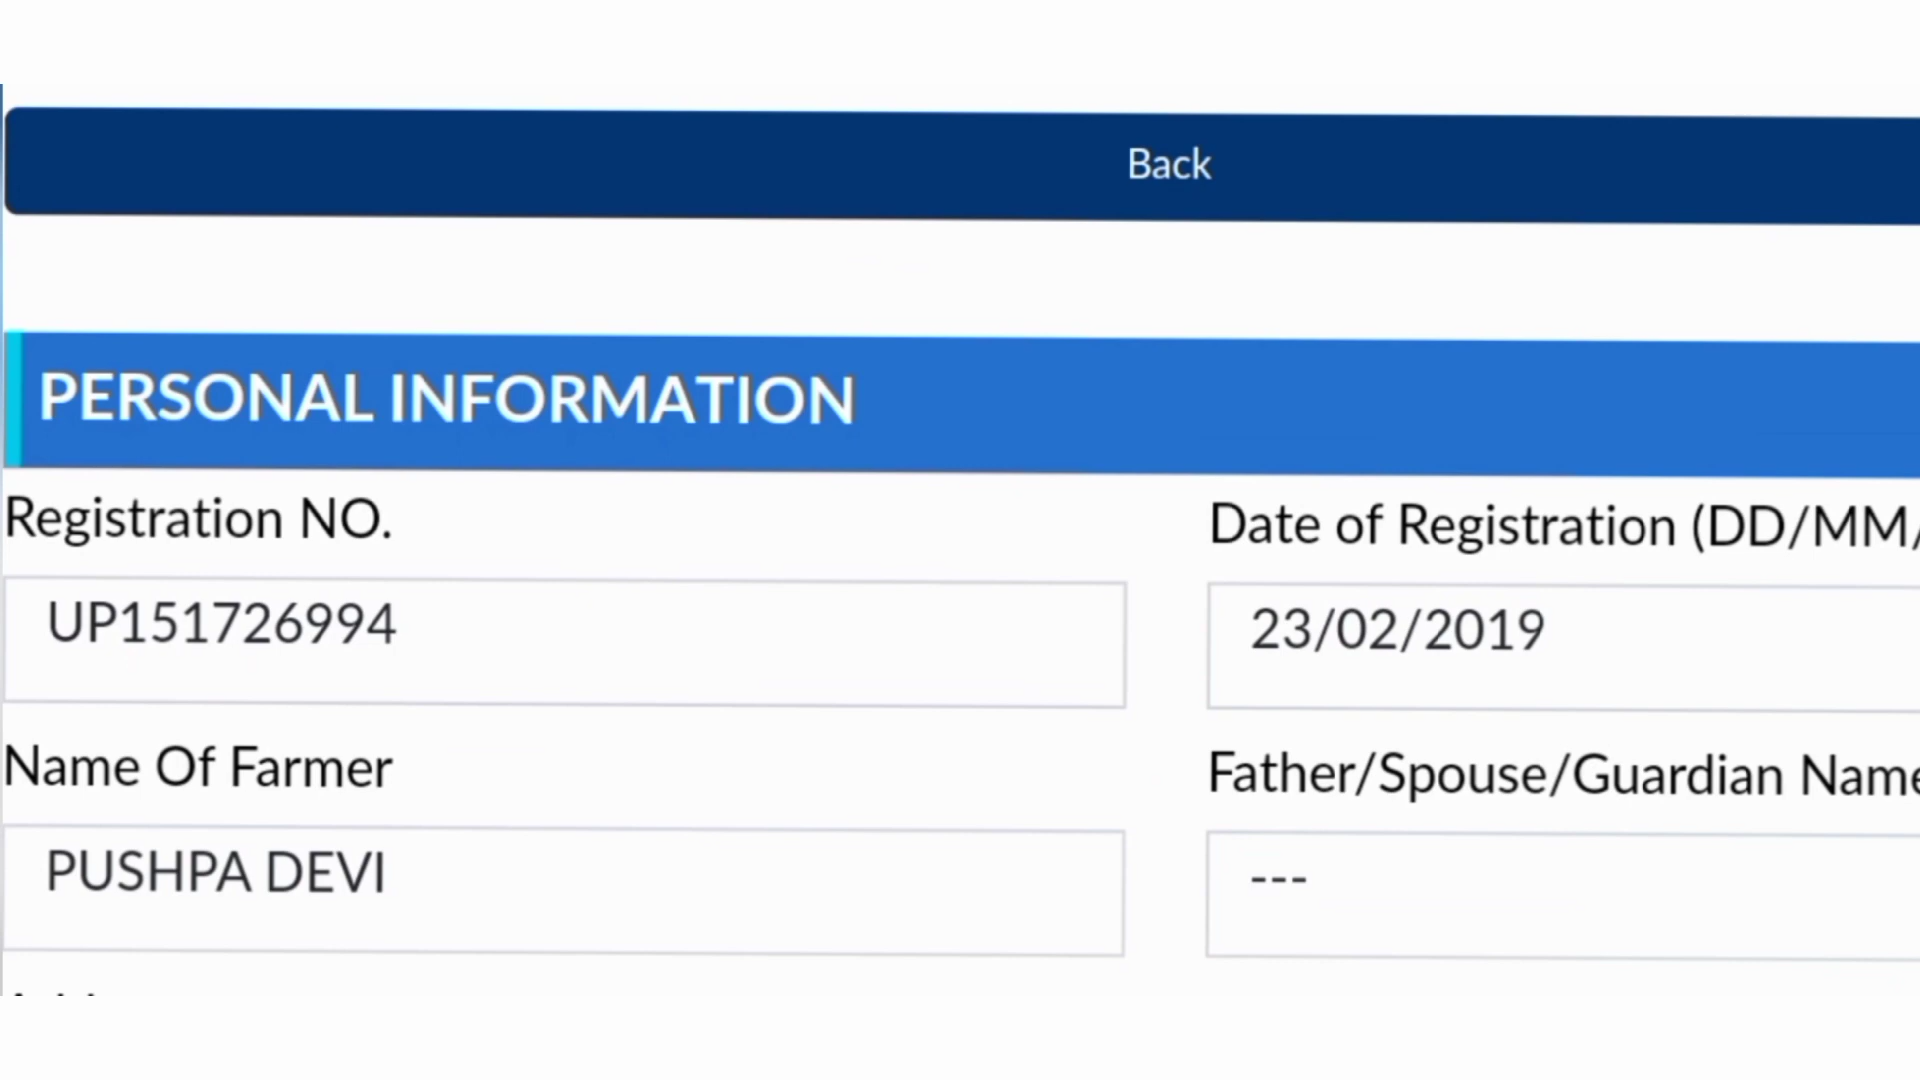 Back
PERSONAL INFORMATION
Registration NO.
Date of Registration (DD/MM/
UP151726994
23/02/2019
Name Of Farmer
Father/Spouse/Guardian Name
PUSHPA DEVI
---